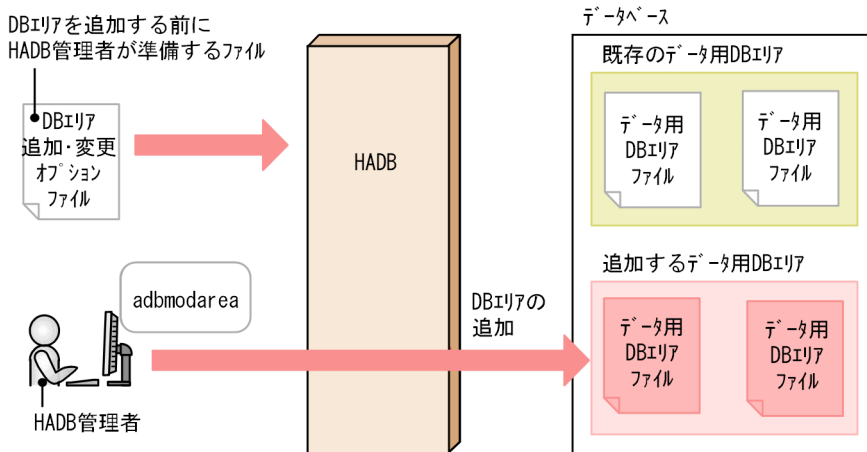 DBエリアを追加する前に
HADB管理者が準備するファイル
DBエリア
追加・変更
オプション
ファイル
HADB
adbmodarea
HADB管理者
DBエリアの
追加
データベース
既存のデータ用DBエリア
データ用
DBエリア
ファイル
データ用
DBエリア
ファイル
追加するデータ用DBエリア
データ用
DBエリア
ファイル
データ用
DBエリア
ファイル